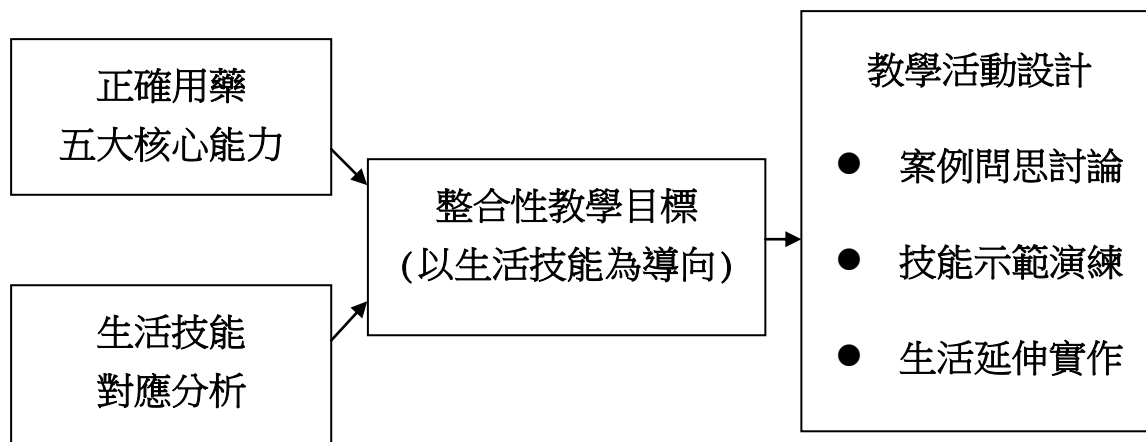 正確用藥
五大核心能力
生活技能
對應分析
整合性教學目標
(以生活技能為導向)
教學活動設計
● 案例問思討論
● 技能示範演練
● 生活延伸實作